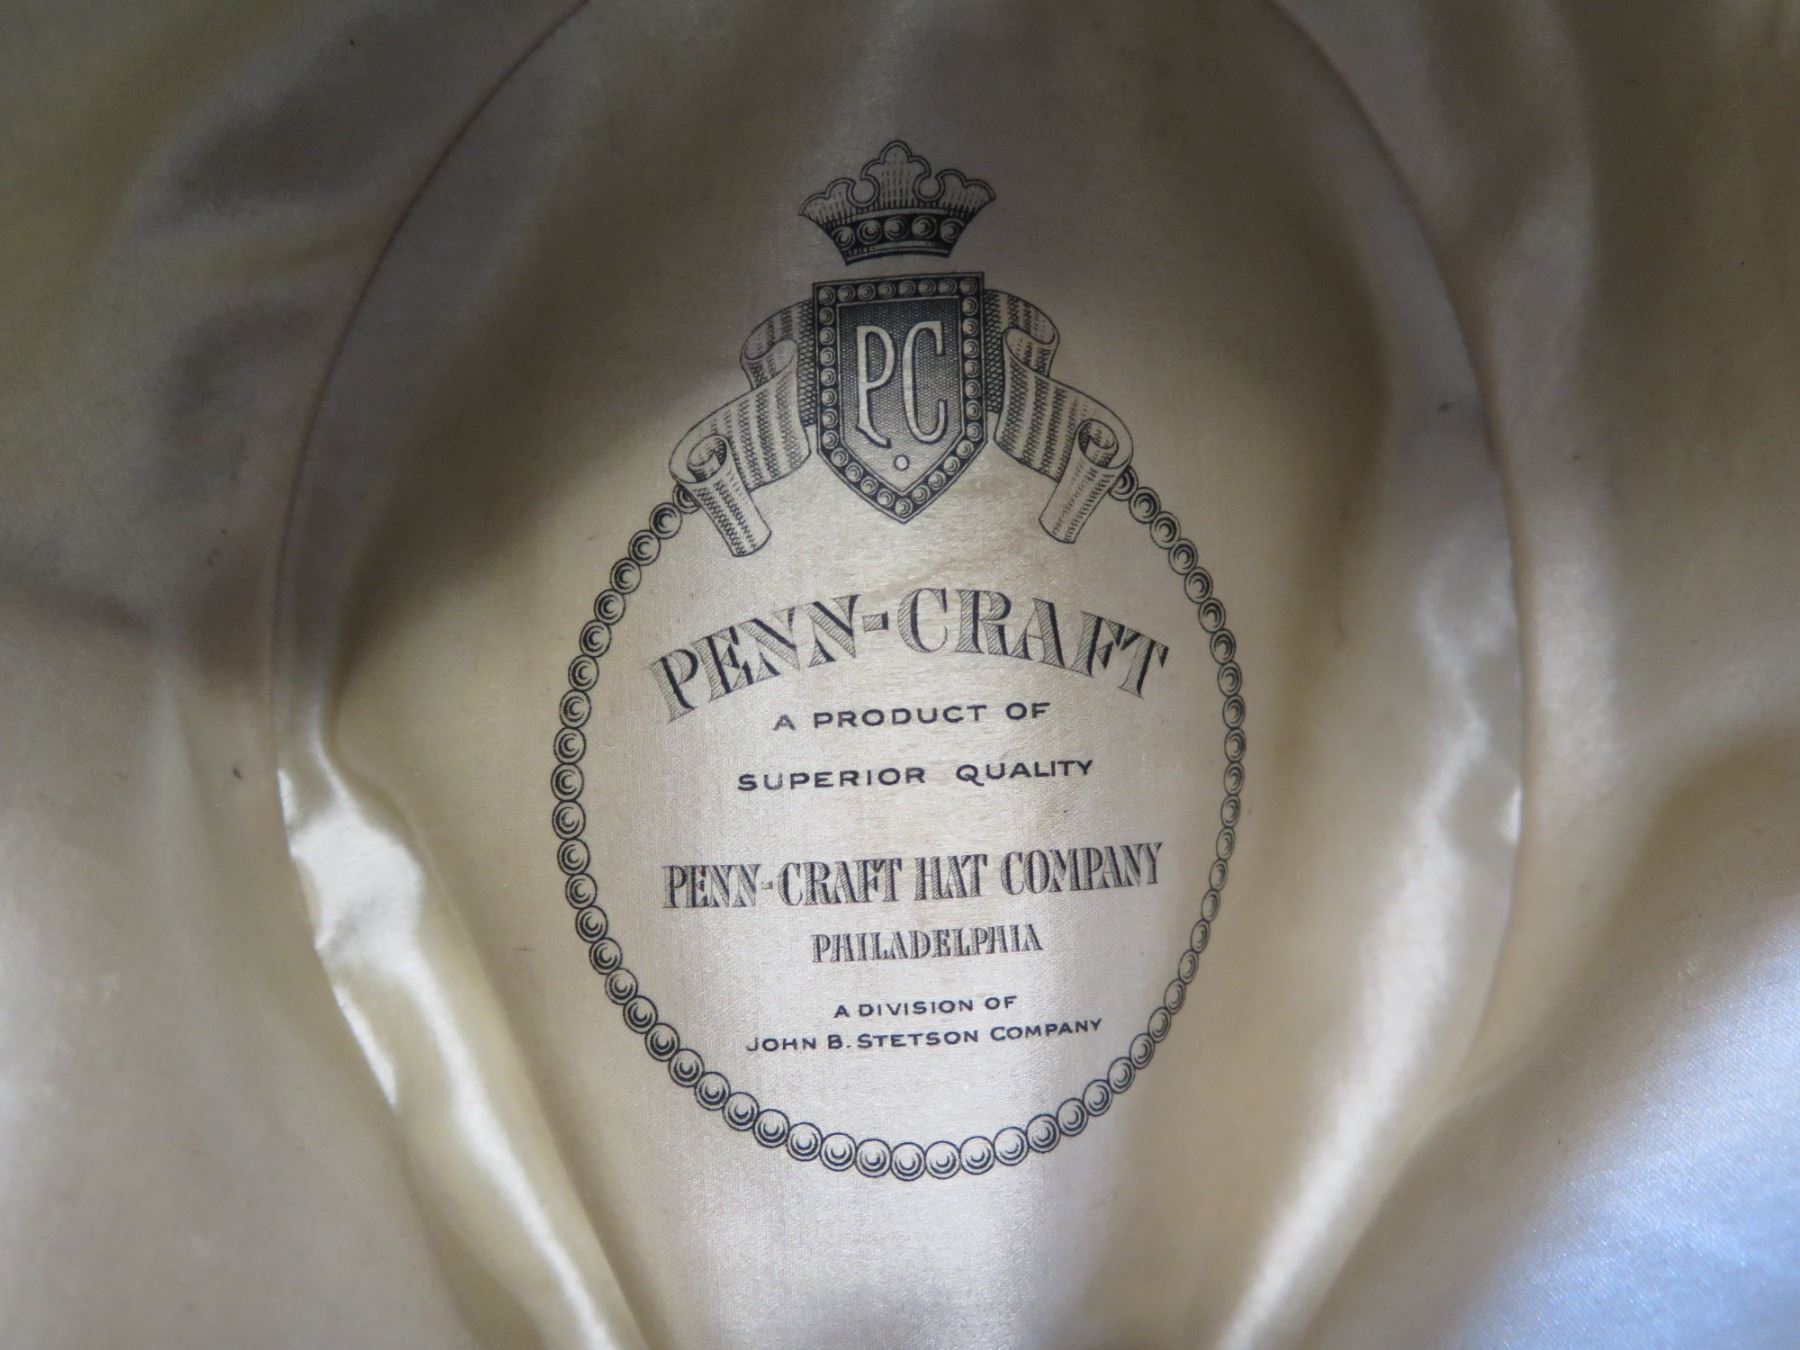 PC
PENN-CRAFT
A PRODUCT OF
SUPERIOR QUALITY
PENN-CRAFT HAT COMPANY
PHILADELPHIA
A DIVISION OF
JOHN B. STETSON COMPANY